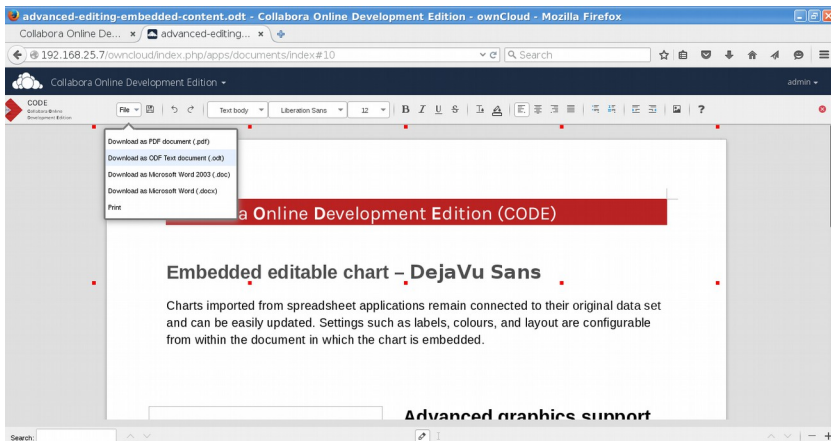 advanced-editing-embedded-content.odt - Collabora Online Development Edition - ownCloud - Mozilla Firefox
Collabora Online De... × advanced-editing... ×
192.168.25.7/owncloud/index.php/apps/documents/index#10 Search
Collabora Online Development Edition admin
CODE
Collabora Online
Development Edition
File Text body Liberation Sans 12 B I U S ?
Download as PDF document (.pdf)
Download as ODF Text document (.odt)
Download as Microsoft Word 2003 (.doc)
Download as Microsoft Word (.docx)
Print
a Online Development Edition (CODE)
Embedded editable chart – DejaVu Sans
Charts imported from spreadsheet applications remain connected to their original data set
and can be easily updated. Settings such as labels, colours, and layout are configurable
from within the document in which the chart is embedded.
Advanced graphics support
Search: